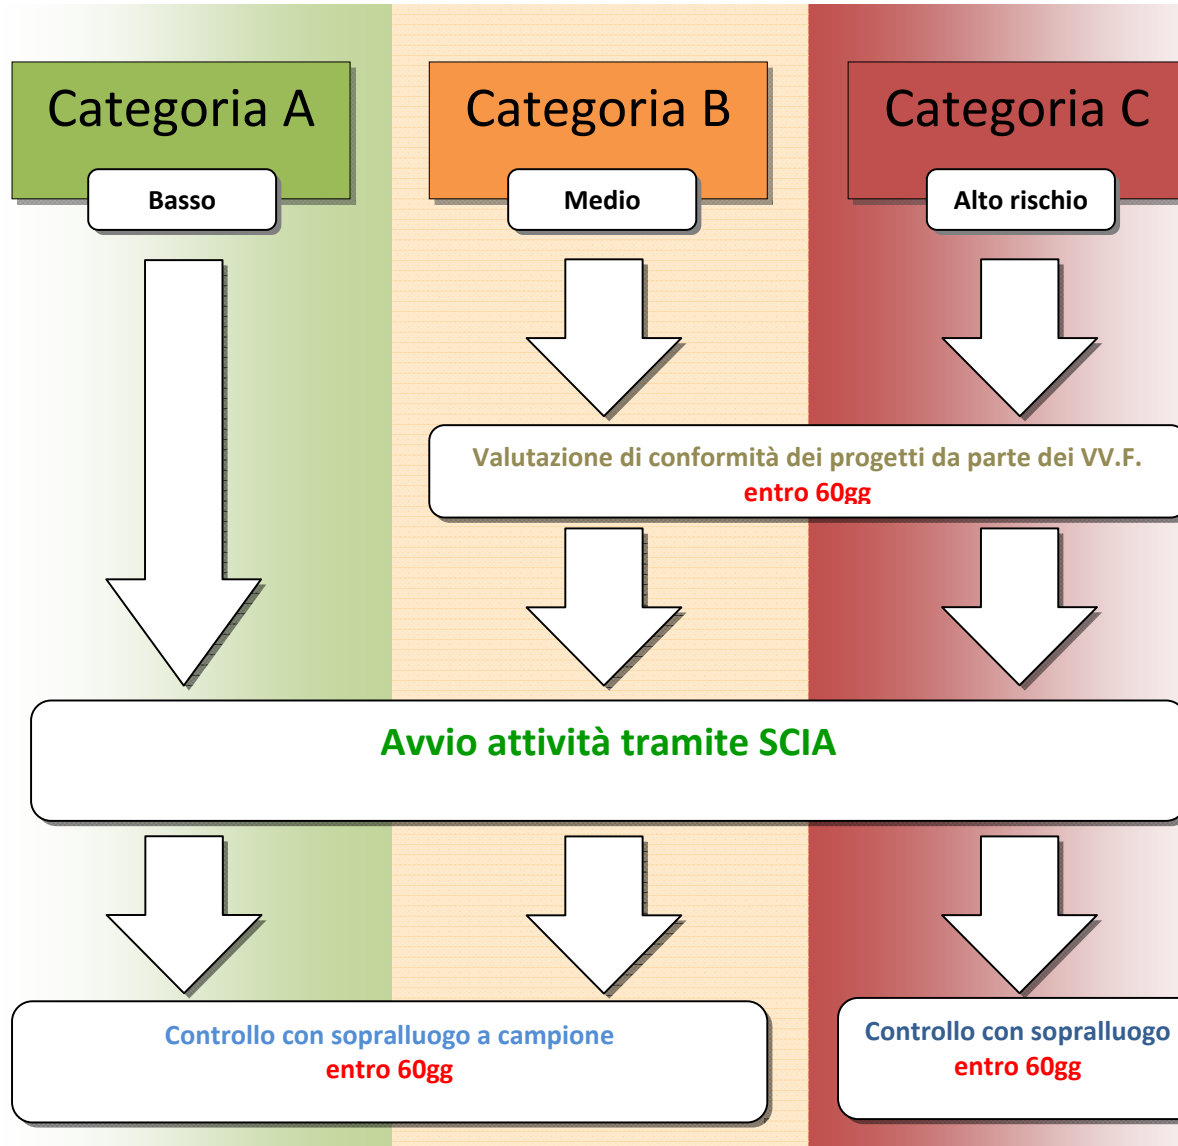 Categoria A
Categoria B
Categoria C
Basso
Medio
Alto rischio
Valutazione di conformità dei progetti da parte dei VV.F.
entro 60gg
Avvio attività tramite SCIA
Controllo con sopralluogo a campione
entro 60gg
Controllo con sopralluogo
entro 60gg